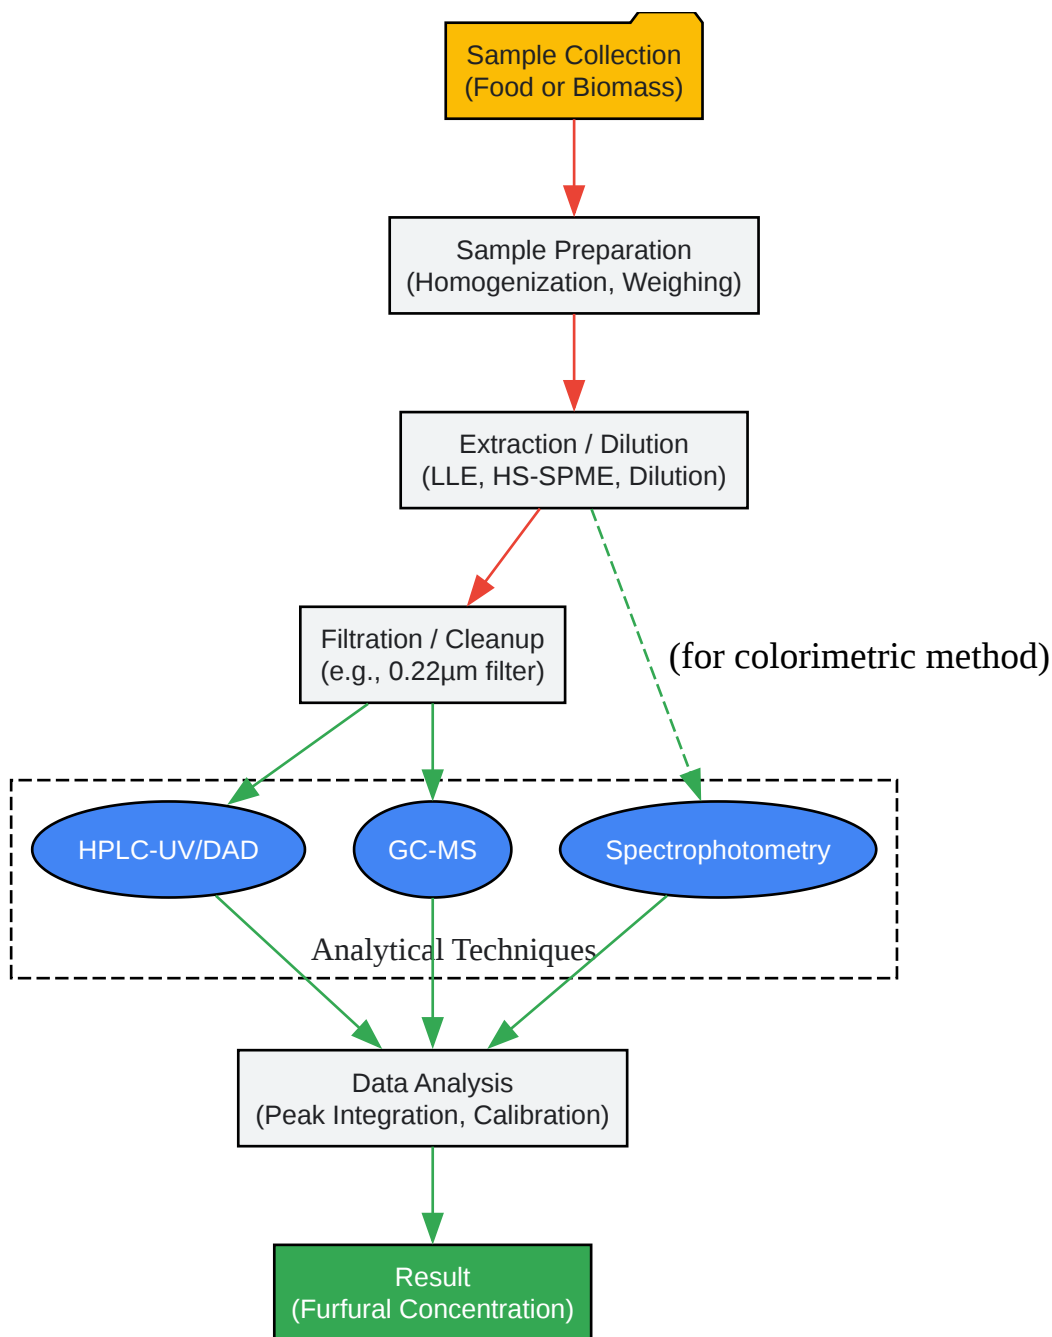 Sample Collection
(Food or Biomass)
Sample Preparation
(Homogenization, Weighing)
Extraction / Dilution
(LLE, HS-SPME, Dilution)
Filtration / Cleanup
(e.g., 0.22µm filter)
(for colorimetric method)
HPLC-UV/DAD
GC-MS
Spectrophotometry
Analytical Techniques
Data Analysis
(Peak Integration, Calibration)
Result
(Furfural Concentration)